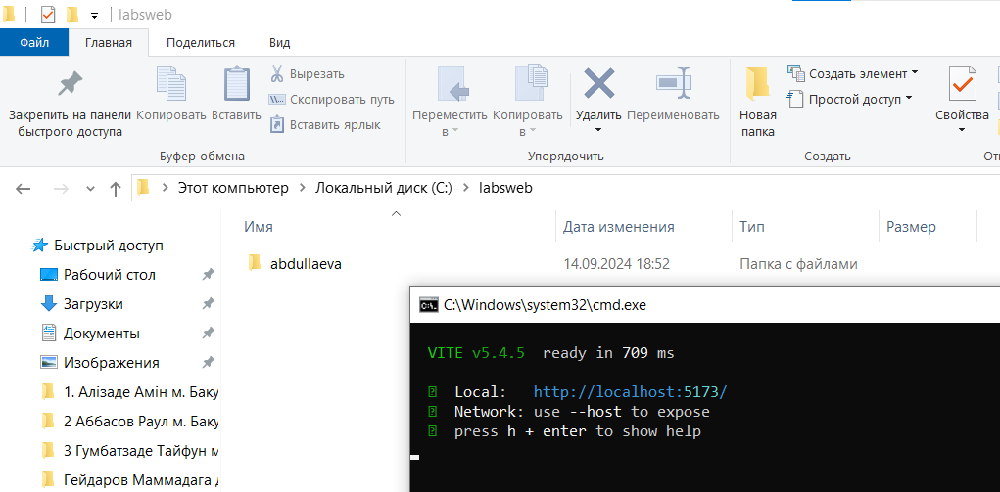 labsweb
Файл Главная Поделиться Вид
Закрепить на панели быстрого доступа
Копировать
Вставить
Вырезать
Скопировать путь
Вставить ярлык
Буфер обмена
Переместить в
Копировать в
Удалить
Переименовать
Упорядочить
Новая папка
Создать элемент
Простой доступ
Создать
Свойства
Этот компьютер > Локальный диск (C:) > labsweb
Имя Дата изменения Тип Размер
abdullaeva 14.09.2024 18:52 Папка с файлами
Быстрый доступ
Рабочий стол
Загрузки
Документы
Изображения
1. Алізаде Амін м. Баку
2 Аббасов Раул м. Баку
3 Гумбатзаде Тайфун м
Гейдаров Маммадага
C:\Windows\system32\cmd.exe
VITE v5.4.5 ready in 709 ms
Local: http://localhost:5173/
Network: use --host to expose
press h + enter to show help